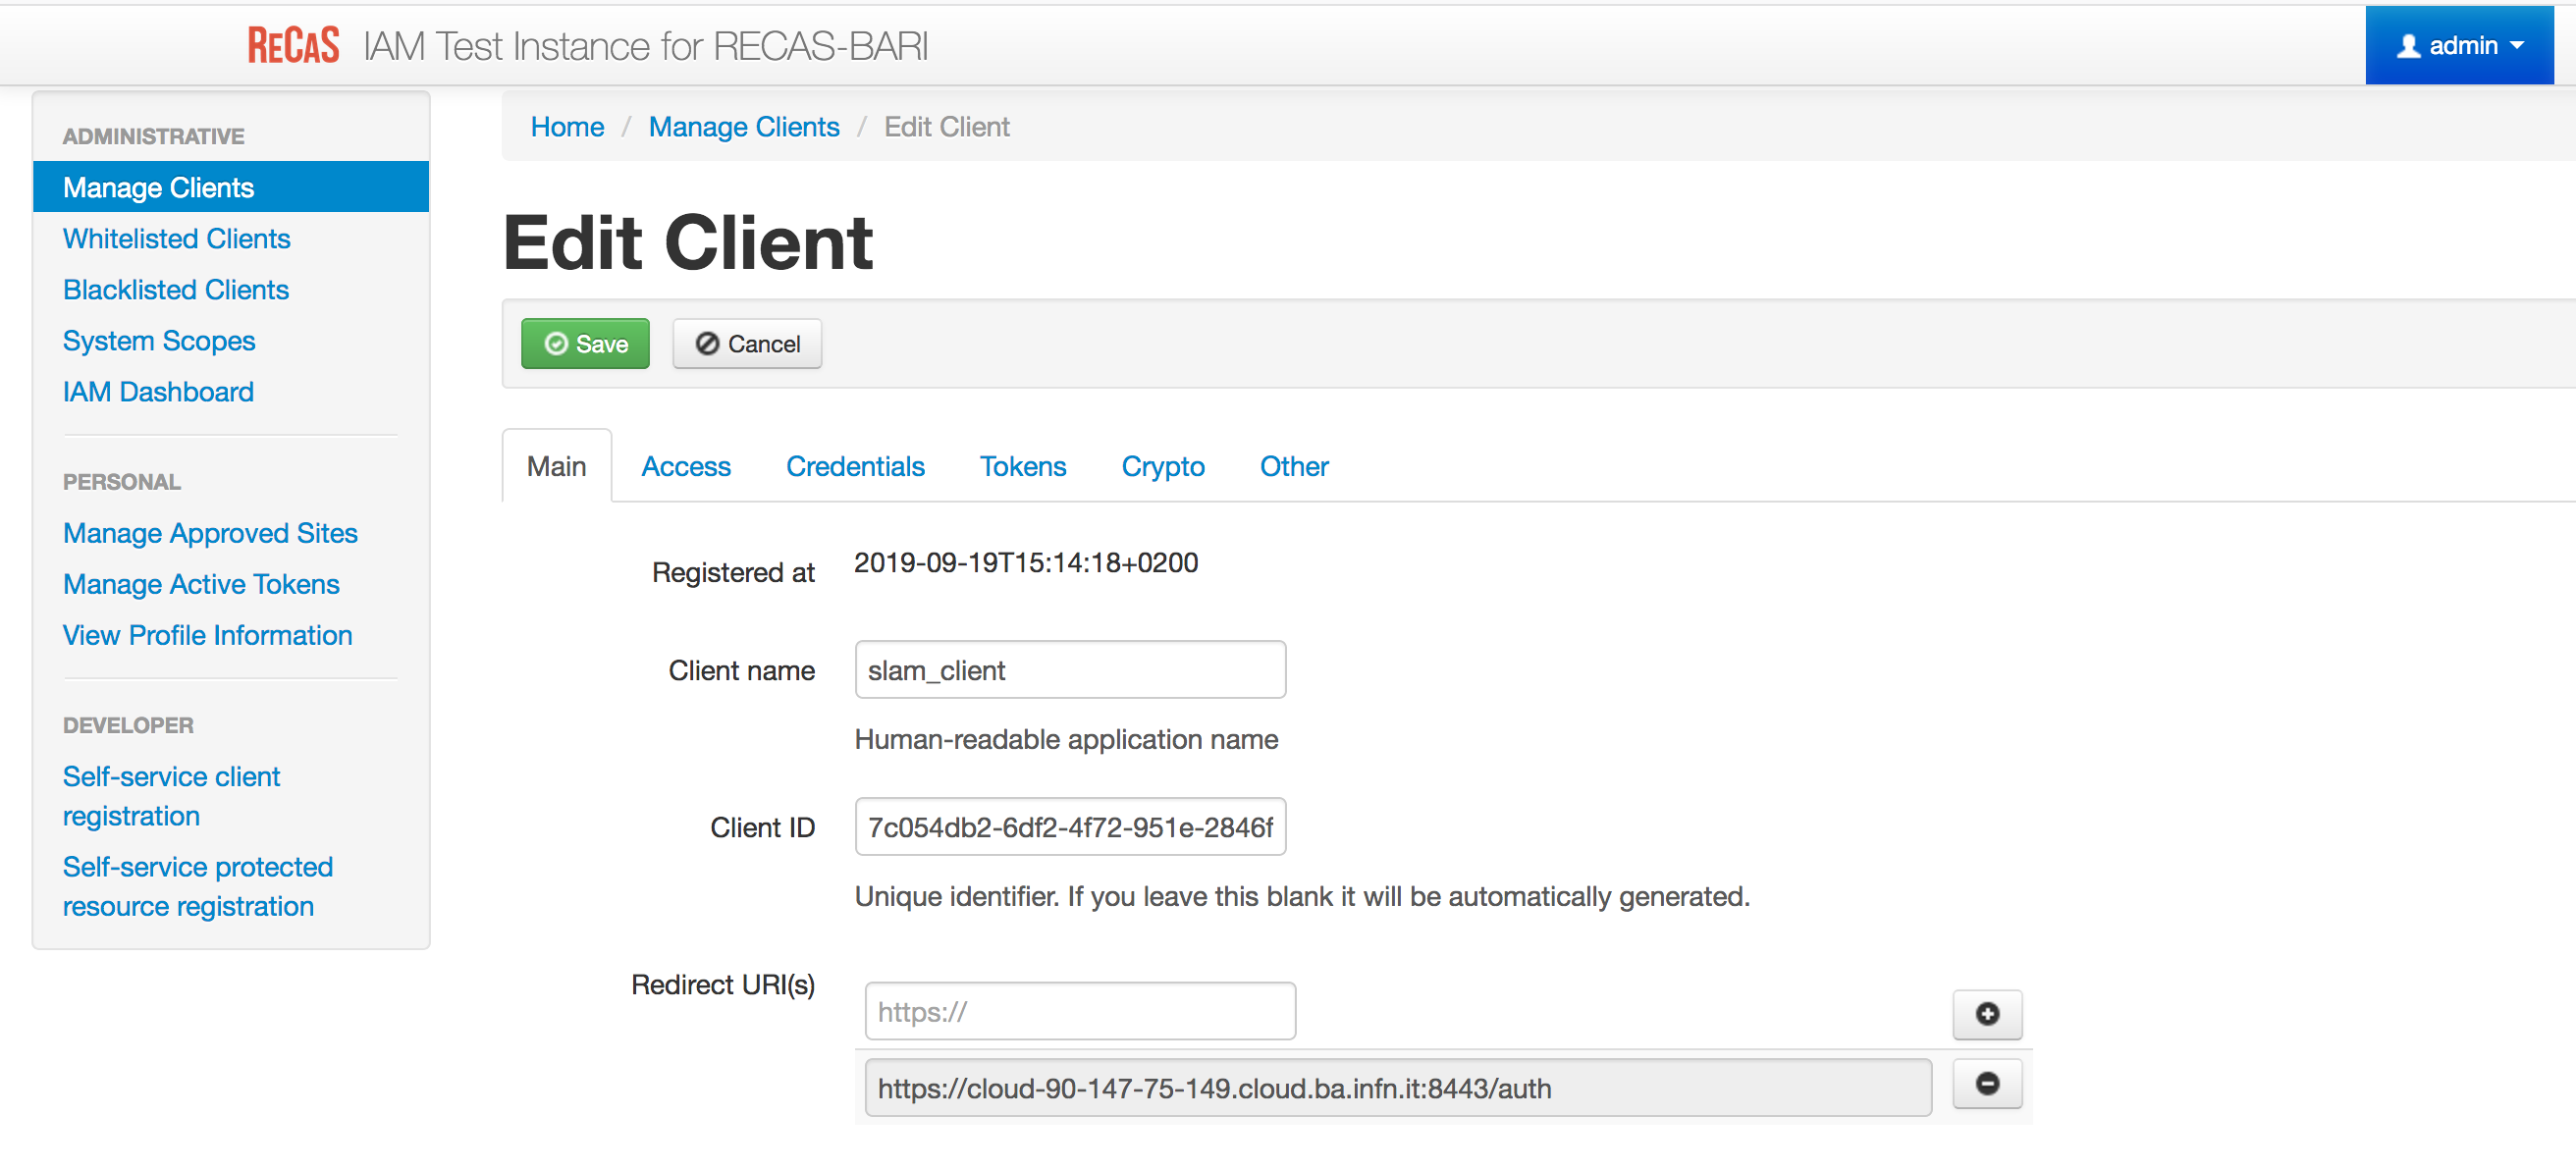 ReCaS IAM Test Instance for RECAS-BARI
admin
ADMINISTRATIVE
Manage Clients
Whitelisted Clients
Blacklisted Clients
System Scopes
IAM Dashboard
PERSONAL
Manage Approved Sites
Manage Active Tokens
View Profile Information
DEVELOPER
Self-service client
registration
Self-service protected
resource registration
Home / Manage Clients / Edit Client
Edit Client
Save Cancel
Main Access Credentials Tokens Crypto Other
Registered at 2019-09-19T15:14:18+0200
Client name slam_client
Human-readable application name
Client ID 7c054db2-6df2-4f72-951e-2846f
Unique identifier. If you leave this blank it will be automatically generated.
Redirect URI(s) https://
https://cloud-90-147-75-149.cloud.ba.infn.it:8443/auth